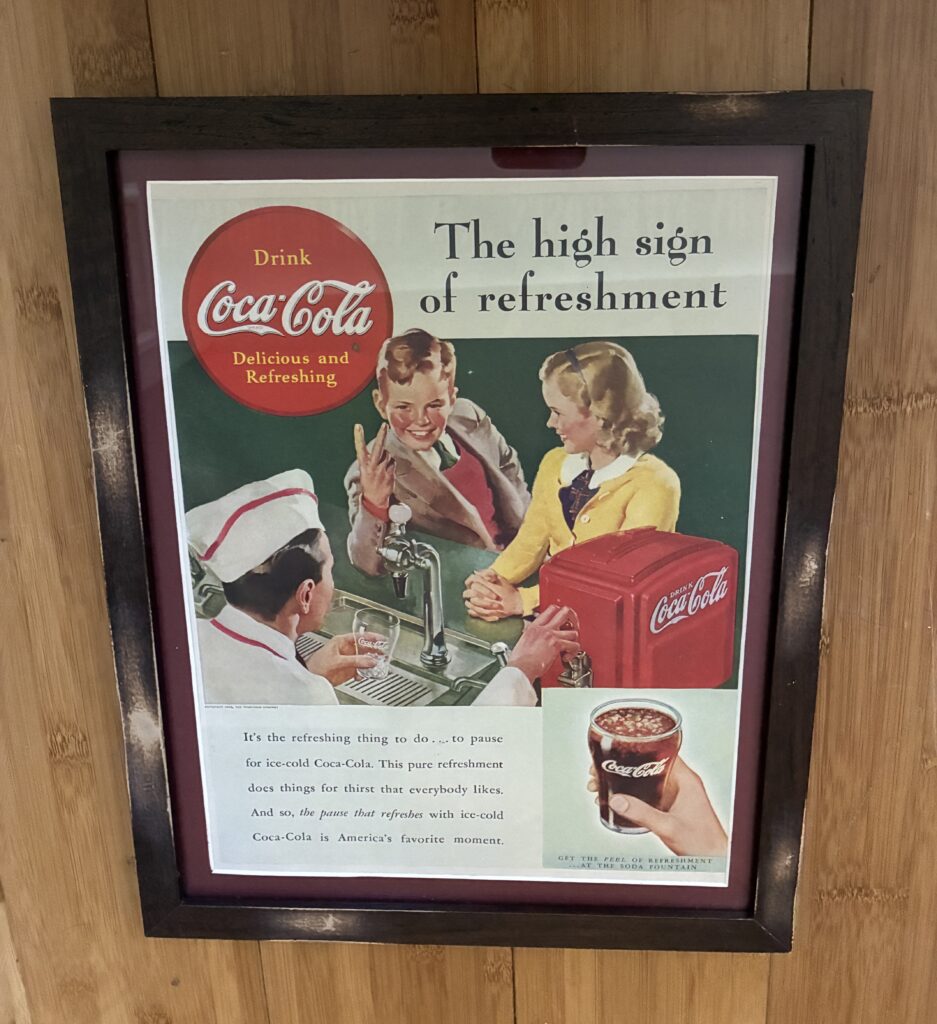 Drink
Coca-Cola
Delicious and
Refreshing
The high sign
of refreshment
DRINK
Coca-Cola
Coca-Cola
It's the refreshing thing to do . . . to pause
for ice-cold Coca-Cola. This pure refreshment
does things for thirst that everybody likes.
And so, the pause that refreshes with ice-cold
Coca-Cola is America's favorite moment.
Coca-Cola
GET THE FEEL OF REFRESHMENT
. . . AT THE SODA FOUNTAIN